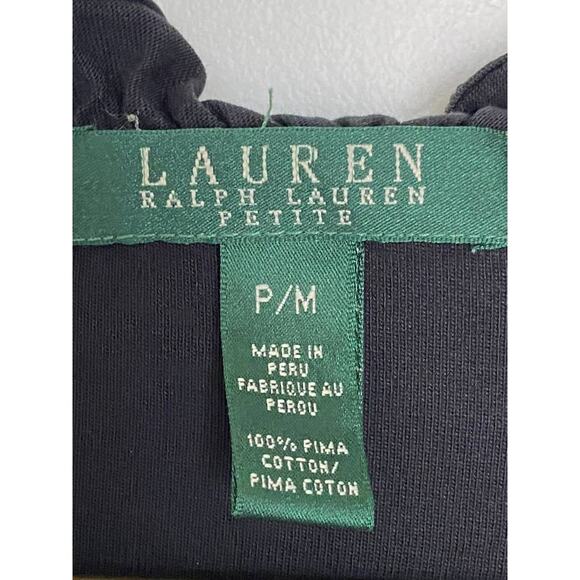 LAUREN
RALPH LAUREN
PETITE
P/M
MADE IN
PERU
FABRIQUE AU
PEROU
100% PIMA
COTTON/
PIMA COTON